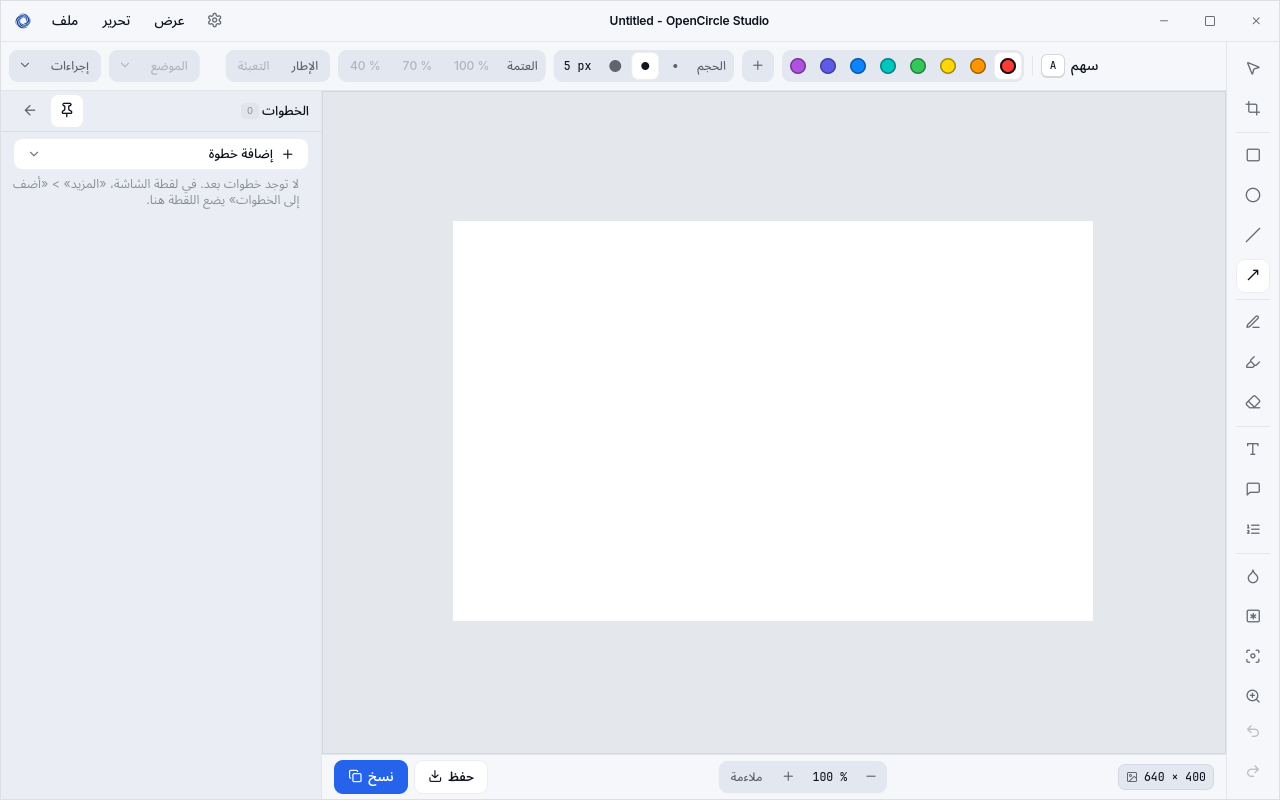 ملف
تحرير
عرض
Untitled - OpenCircle Studio
سهم
A
الحجم
5 px
العتمة
100 %
70 %
40 %
الإطار
التعبئة
الموضع
إجراءات
الخطوات
0
إضافة خطوة
لا توجد خطوات بعد. في لقطة الشاشة، «المزيد» > «أضف
إلى الخطوات» يضع اللقطة هنا.
640 × 400
100 %
ملاءمة
حفظ
نسخ